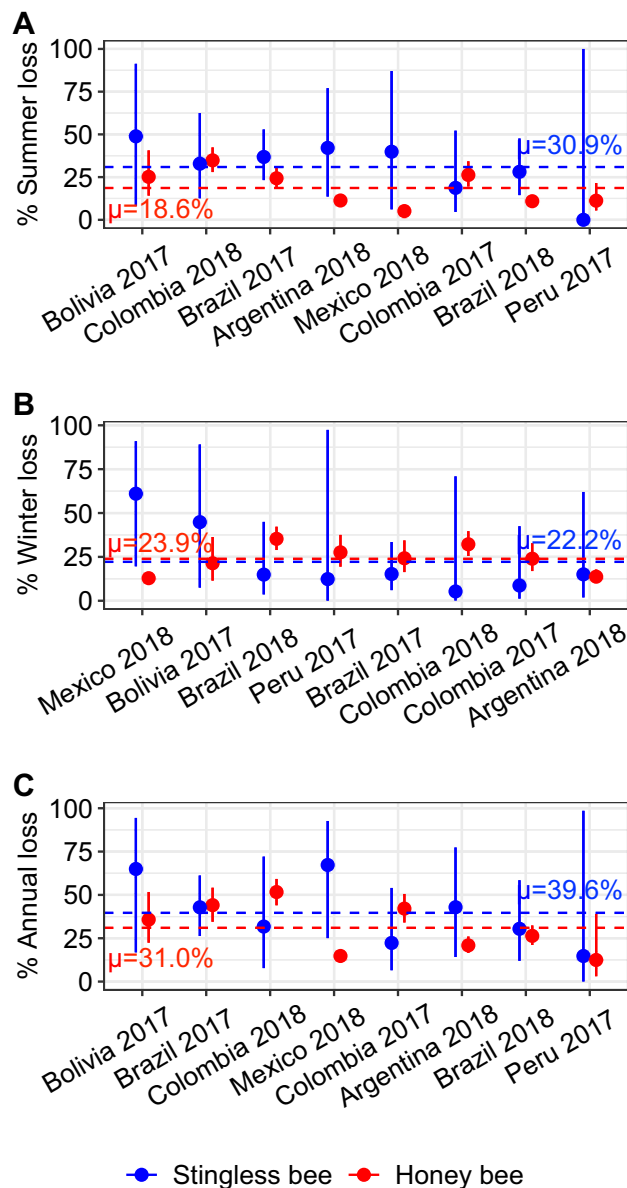 A
% Summer loss
100
75
50
25
0
μ=30.9%
μ=18.6%
Bolivia 2017
Colombia 2018
Brazil 2017
Argentina 2018
Mexico 2018
Colombia 2017
Brazil 2018
Peru 2017
B
% Winter loss
100
75
50
25
0
μ=23.9%
μ=22.2%
Mexico 2018
Bolivia 2017
Brazil 2018
Peru 2017
Brazil 2017
Colombia 2018
Colombia 2017
Argentina 2018
C
% Annual loss
100
75
50
25
0
μ=39.6%
μ=31.0%
Bolivia 2017
Brazil 2017
Colombia 2018
Mexico 2018
Colombia 2017
Argentina 2018
Brazil 2018
Peru 2017
Stingless bee Honey bee